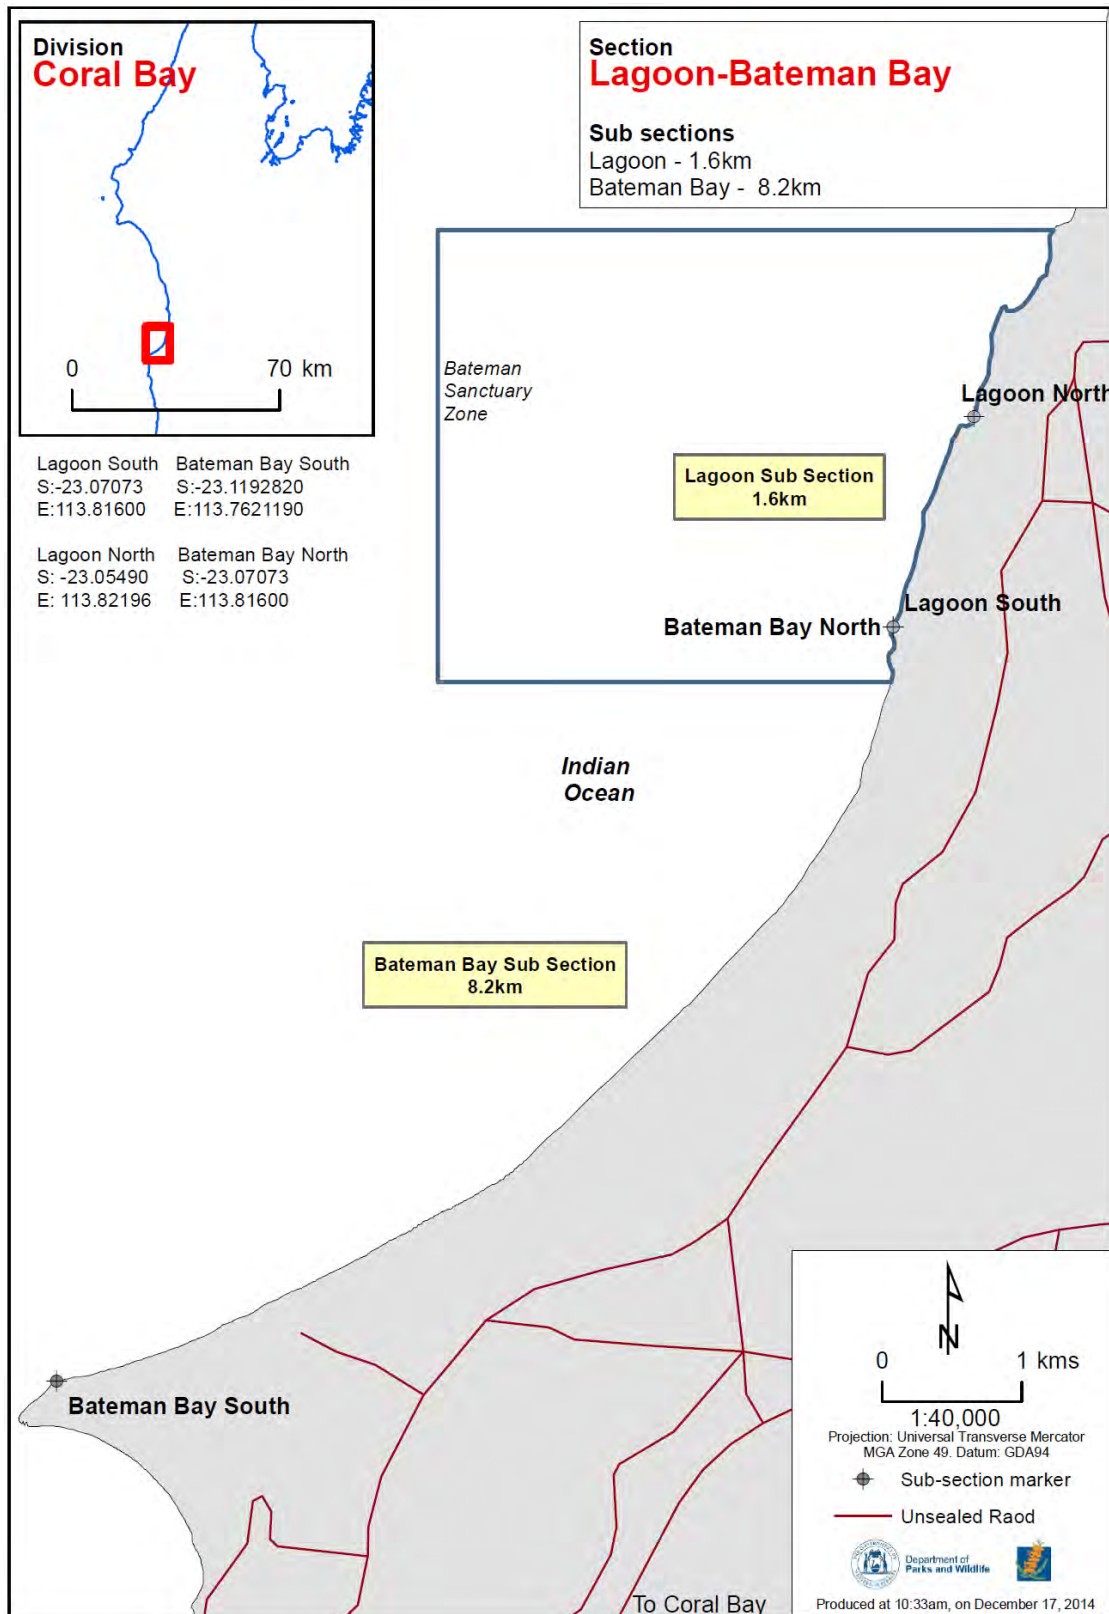 Division
Coral Bay
0 70 km
Section
Lagoon-Bateman Bay
Sub sections
Lagoon - 1.6km
Bateman Bay - 8.2km
Lagoon South Bateman Bay South
S:-23.07073 S:-23.1192820
E:113.81600 E:113.7621190
Lagoon North Bateman Bay North
S: -23.05490 S:-23.07073
E: 113.82196 E:113.81600
Bateman
Sanctuary
Zone
Lagoon North
Lagoon Sub Section
1.6km
Lagoon South
Bateman Bay North
Indian
Ocean
Bateman Bay Sub Section
8.2km
Bateman Bay South
To Coral Bay
N
0 1 kms
1:40,000
Projection: Universal Transverse Mercator
MGA Zone 49. Datum: GDA94
Sub-section marker
Unsealed Raod
Department of
Parks and Wildlife
Produced at 10:33am, on December 17, 2014